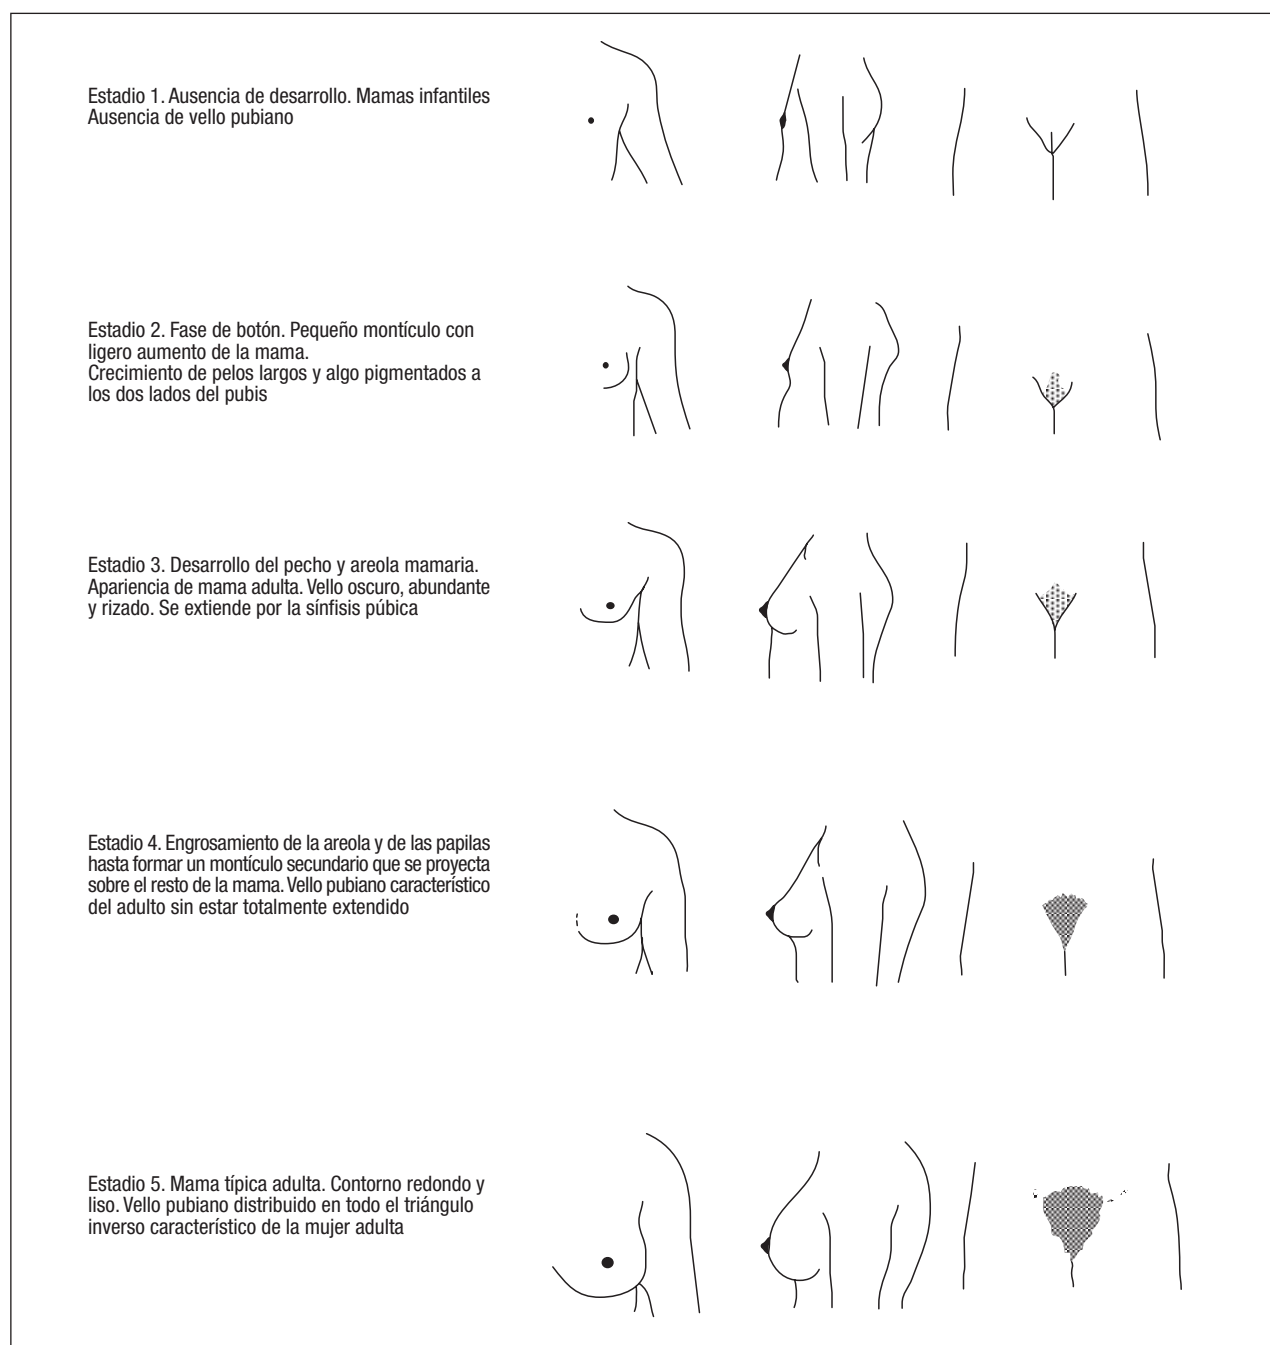 Estadio 1. Ausencia de desarrollo. Mamas infantiles
Ausencia de vello pubiano
Estadio 2. Fase de botón. Pequeño montículo con
ligero aumento de la mama.
Crecimiento de pelos largos y algo pigmentados a
los dos lados del pubis
Estadio 3. Desarrollo del pecho y areola mamaria.
Apariencia de mama adulta. Vello oscuro, abundante
y rizado. Se extiende por la sínfisis púbica
Estadio 4. Engrosamiento de la areola y de las papilas
hasta formar un montículo secundario que se proyecta
sobre el resto de la mama. Vello pubiano característico
del adulto sin estar totalmente extendido
Estadio 5. Mama típica adulta. Contorno redondo y
liso. Vello pubiano distribuido en todo el triángulo
inverso característico de la mujer adulta